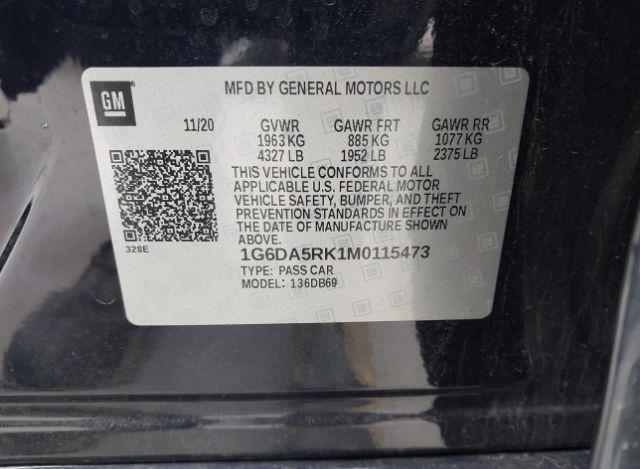 GM
MFD BY GENERAL MOTORS LLC
11/20 GVWR GAWR FRT GAWR RR
1963 KG 885 KG 1077 KG
4327 LB 1952 LB 2375 LB
THIS VEHICLE CONFORMS TO ALL
APPLICABLE U.S. FEDERAL MOTOR
VEHICLE SAFETY, BUMPER, AND THEFT
PREVENTION STANDARDS IN EFFECT ON
THE DATE OF MANUFACTURE SHOWN
ABOVE.
328E
1G6DA5RK1M0115473
TYPE: PASS CAR
MODEL: 136DB69